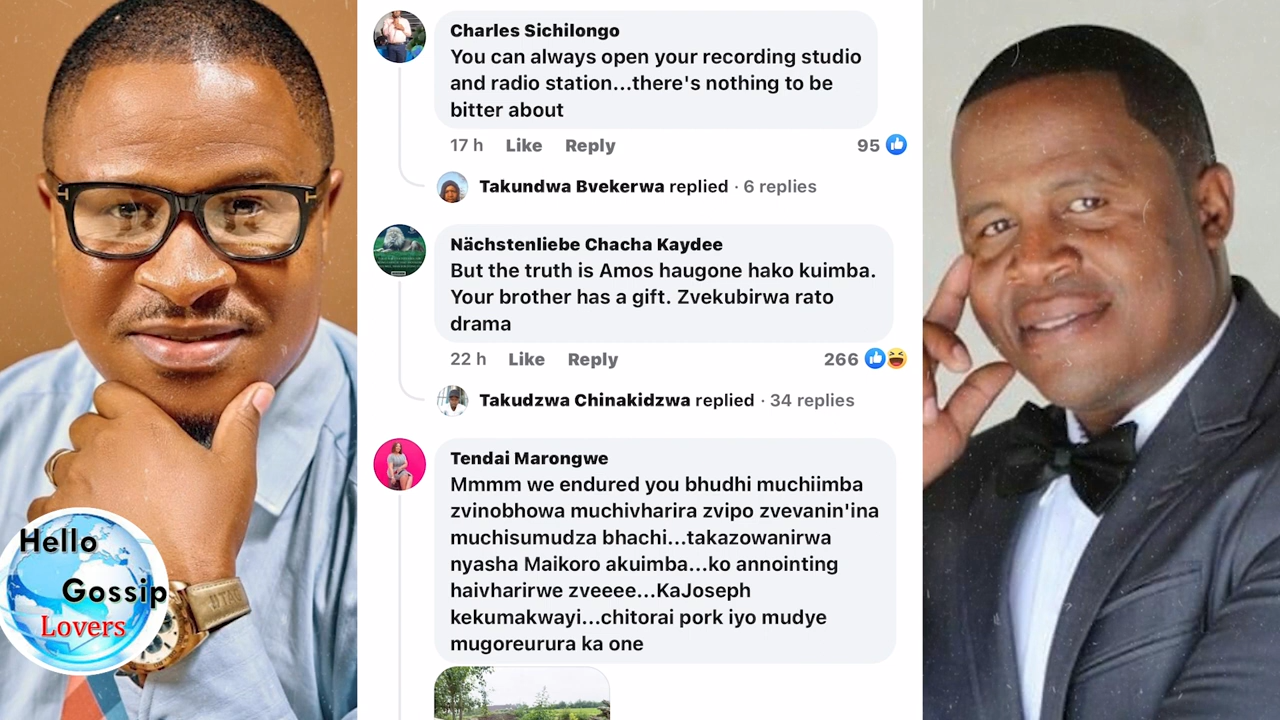 Charles Sichilongo
You can always open your recording studio
and radio station...there's nothing to be
bitter about
17 h Like Reply 95
Takundwa Bvekerwa replied · 6 replies
Nächstenliebe Chacha Kaydee
But the truth is Amos haugone hako kuimba.
Your brother has a gift. Zvekubirwa rato
drama
22 h Like Reply 266
Takudzwa Chinakidzwa replied · 34 replies
Tendai Marongwe
Mmmm we endured you bhudhi muchiimba
zvinobhowa muchivharira zvipo zvevanin'ina
muchisumudza bhachi...takazowanirwa
nyasha Maikoro akuimba...ko annointing
haivharirwe zveeee...KaJoseph
kekumakwayi...chitorai pork iyo mudye
mugoreurura ka one
Hello
Gossip
Lovers